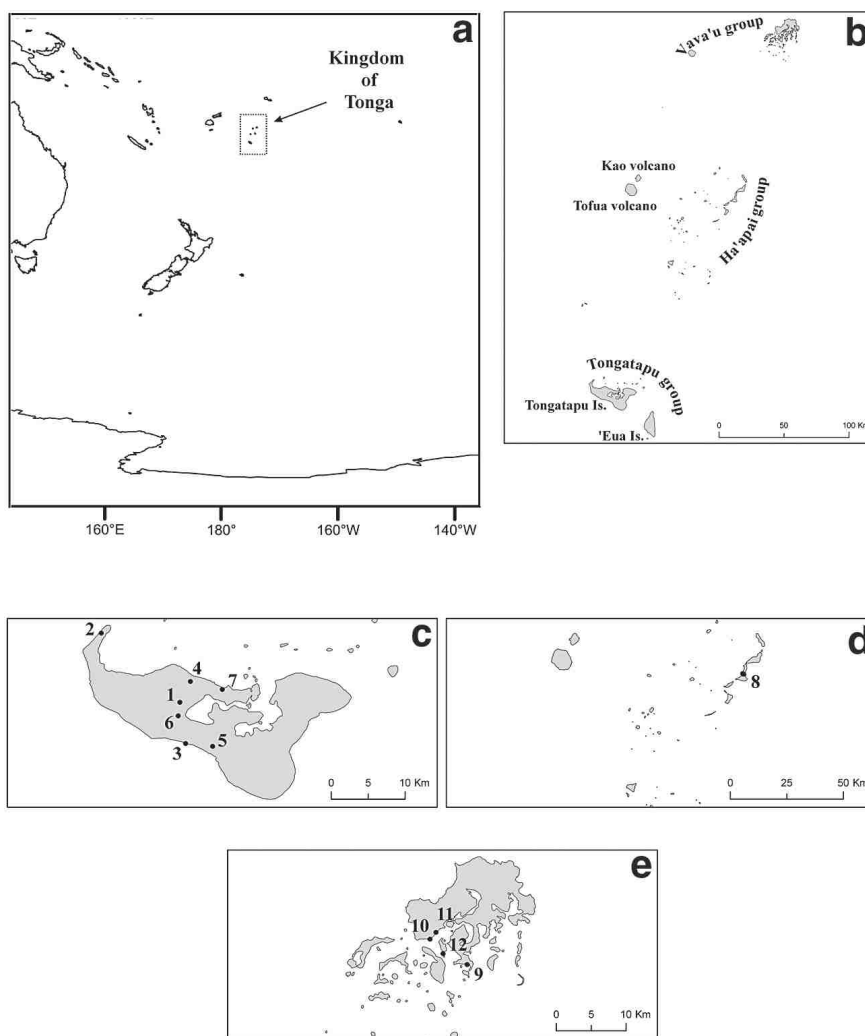 a
Kingdom
of
Tonga
160°E
180°
160°W
140°W
b
Vava'u group
Kao volcano
Tofua volcano
Ha'apai group
Tongatapu group
Tongatapu Is.
'Eua Is.
0 50 100 Km
c
2
4
7
1
6
3
5
0 5 10 Km
d
8
0 25 50 Km
e
11
10
12
9
0 5 10 Km